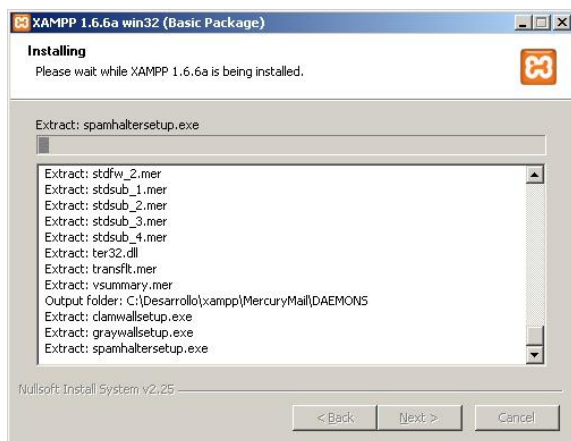 XAMPP 1.6.6a win32 (Basic Package)
Installing
Please wait while XAMPP 1.6.6a is being installed.
Extract: spamhaltersetup.exe
Extract: stdfw_2.mer
Extract: stdsub_1.mer
Extract: stdsub_2.mer
Extract: stdsub_3.mer
Extract: stdsub_4.mer
Extract: ter32.dll
Extract: transflt.mer
Extract: vsummary.mer
Output folder: C:\Desarrollo\xampp\MercuryMail\DAEMONS
Extract: clamwallsetup.exe
Extract: graywallsetup.exe
Extract: spamhaltersetup.exe
Nullsoft Install System v2.25
< Back
Next >
Cancel